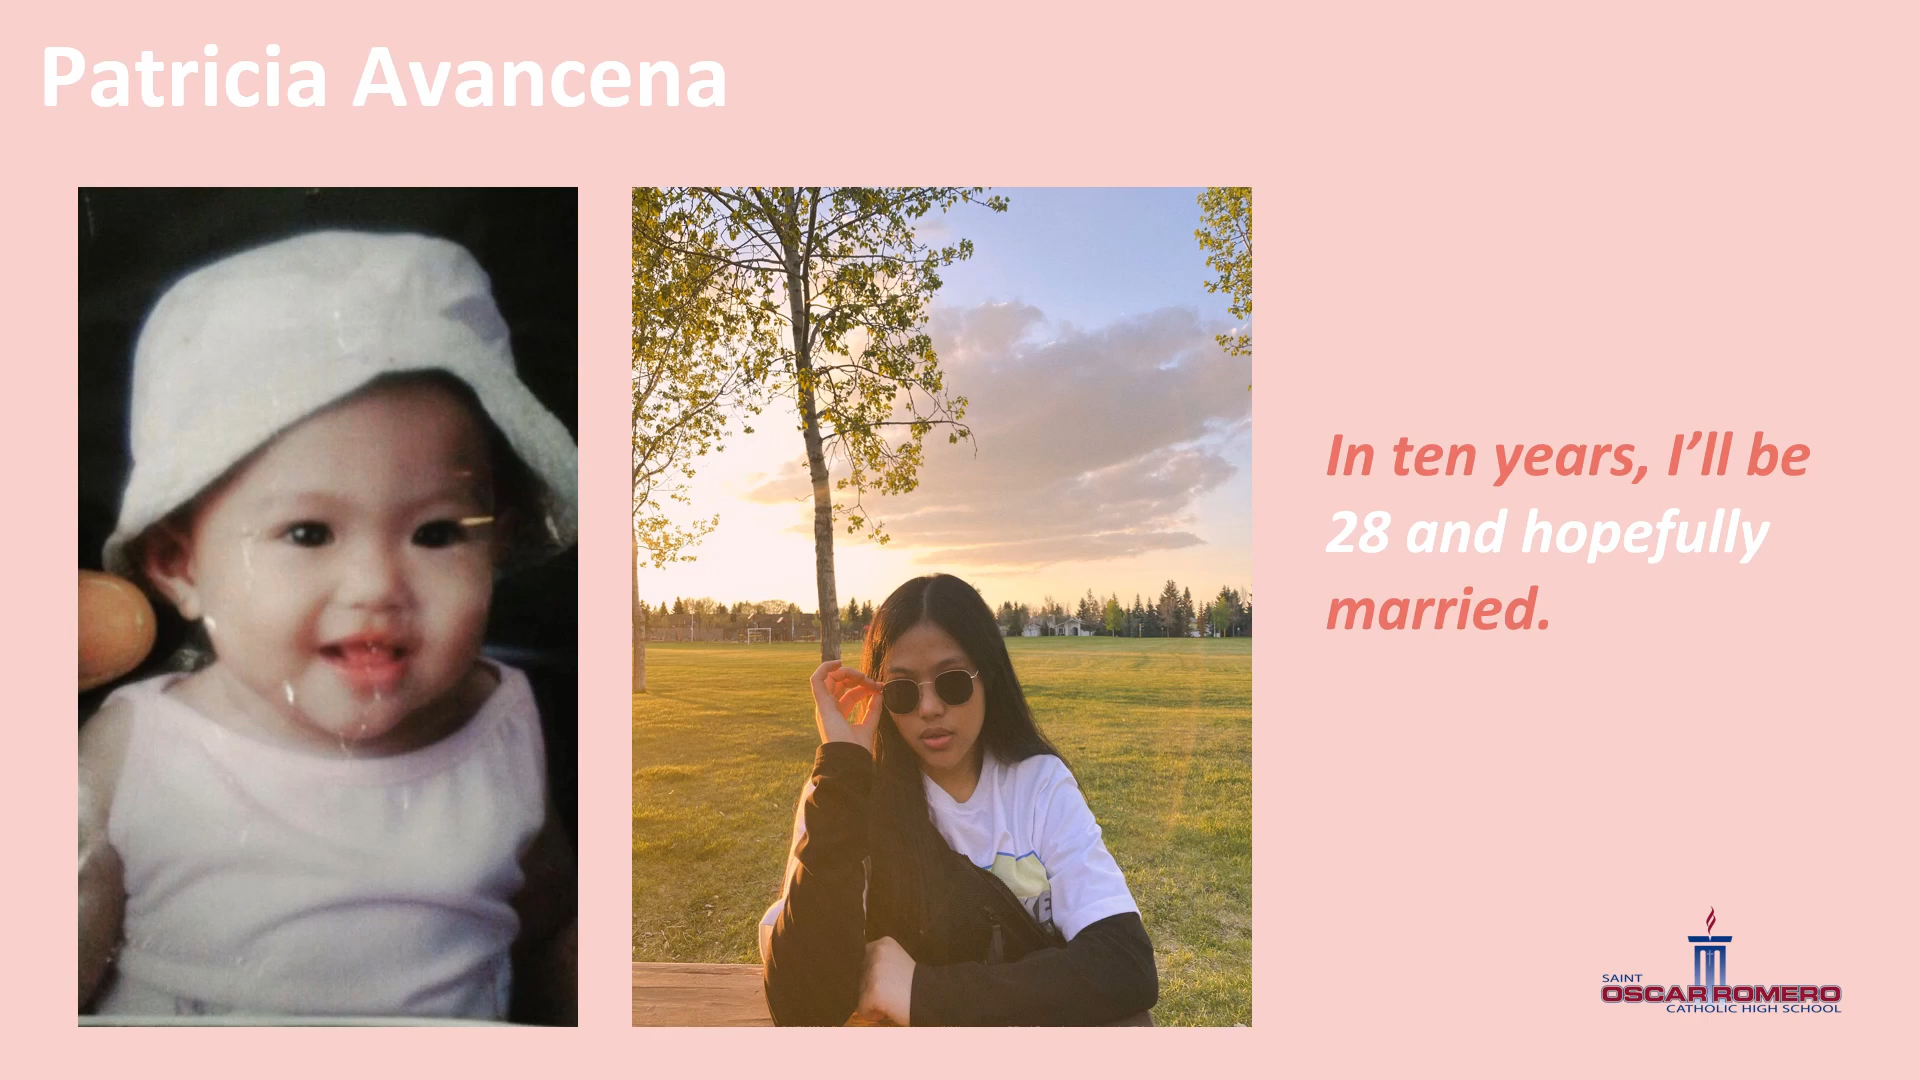 Patricia Avancena
In ten years, I’ll be
28 and hopefully
married.
SAINT
OSCAR ROMERO
CATHOLIC HIGH SCHOOL